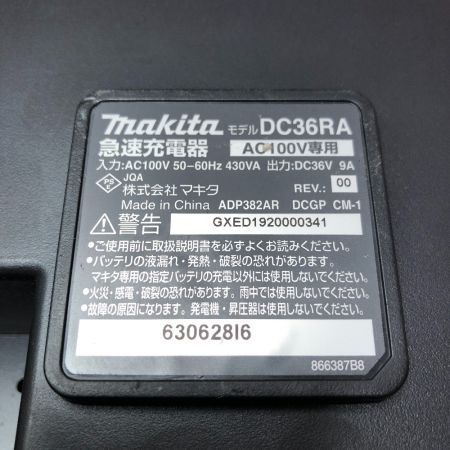 makita モデル DC36RA
急速充電器 AC100V専用
入力:AC100V 50-60Hz 430VA 出力:DC36V 9A
PSE JQA
株式会社 マキタ REV.: 00
Made in China ADP382AR DCGP CM-1
⚠警告 GXED1920000341
●ご使用前に取扱説明書を必ずよくお読みください。
●バッテリの液漏れ・発熱・破裂の恐れがあります。
マキタ専用の指定バッテリの充電以外には使用しないでください。
●火災・感電・破裂の恐れがあります。雨中では使用しないでください。
●故障の原因になります。発電機・昇圧器は使用しないでください。
630628I6
866387B8